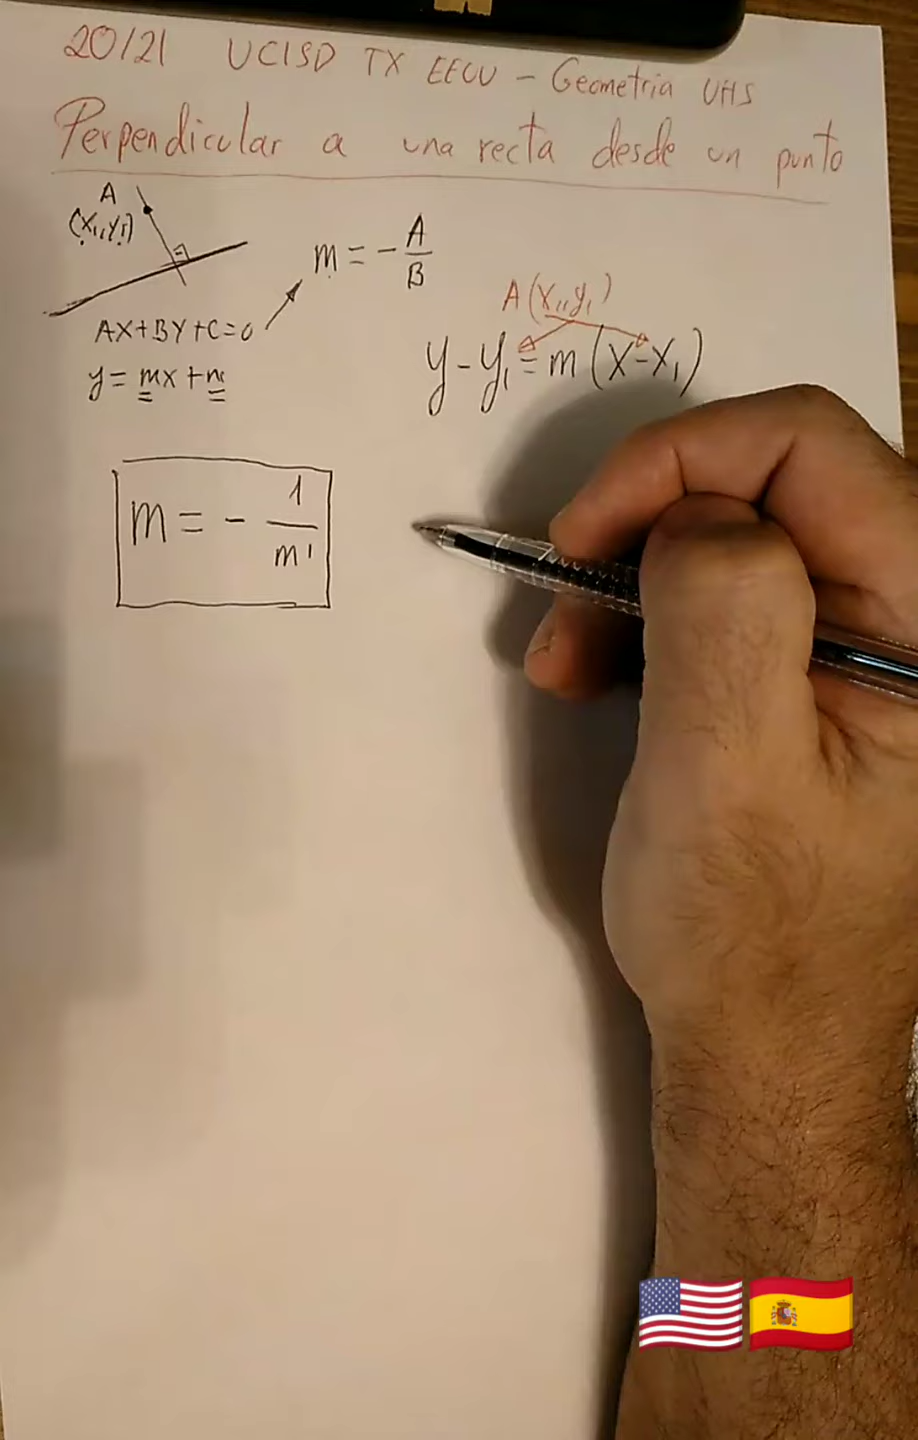 20/21 UCISD TX EEUU - Geometria UHS
Perpendicular a una recta desde un punto
A
(X₁,Y₁)
m = - A/B
AX+BY+C=0
y = mx + n
A(X₁,y₁)
y - y₁ = m (x - x₁)
m = - 1/m'